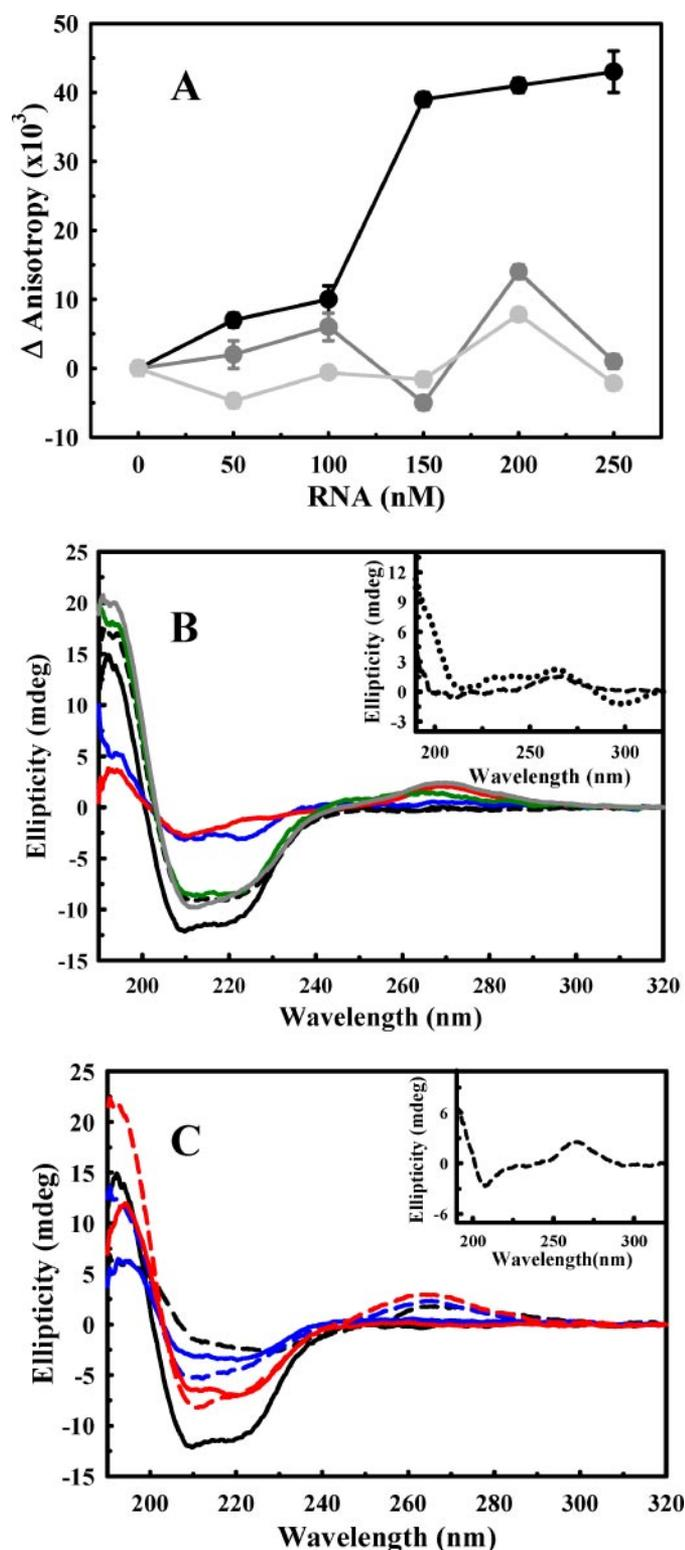 50
40
30
20
10
0
-10
Δ Anisotropy (x10³)
A
0 50 100 150 200 250
RNA (nM)
25
20
15
10
5
0
-5
-10
-15
Ellipticity (mdeg)
B
12
9
6
3
0
-3
Ellipticity (mdeg)
200 250 300
Wavelength (nm)
200 220 240 260 280 300 320
Wavelength (nm)
25
20
15
10
5
0
-5
-10
-15
Ellipticity (mdeg)
C
6
0
-6
Ellipticity (mdeg)
200 250 300
Wavelength(nm)
200 220 240 260 280 300 320
Wavelength (nm)